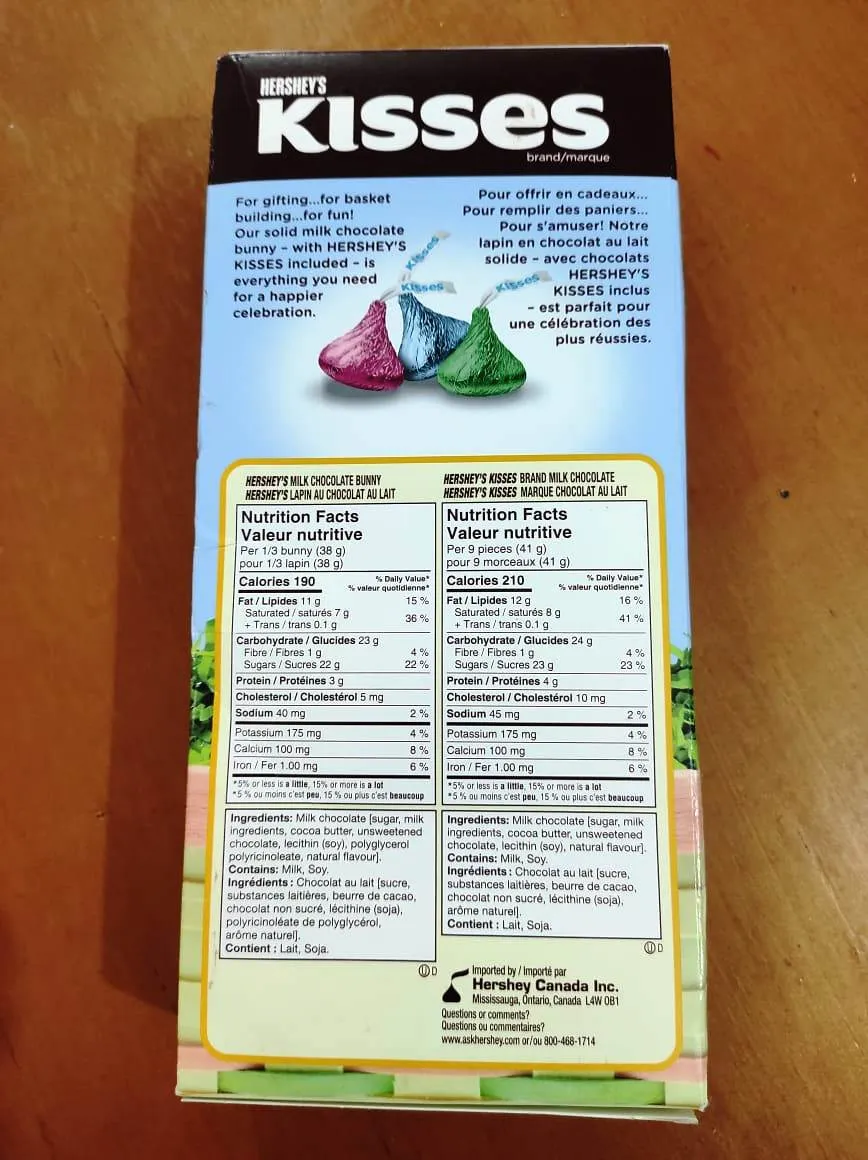 HERSHEY'S
KISSES
brand/marque
For gifting...for basket
building...for fun!
Our solid milk chocolate
bunny – with HERSHEY'S
KISSES included – is
everything you need
for a happier
celebration.
Pour offrir en cadeaux...
Pour remplir des paniers...
Pour s'amuser! Notre
lapin en chocolat au lait
solide – avec chocolats
HERSHEY'S
KISSES inclus
– est parfait pour
une célébration des
plus réussies.
Kisses
Kisses
Kisses
HERSHEY'S MILK CHOCOLATE BUNNY
HERSHEY'S LAPIN AU CHOCOLAT AU LAIT
Nutrition Facts
Valeur nutritive
Per 1/3 bunny (38 g)
pour 1/3 lapin (38 g)
Calories 190
% Daily Value*
% valeur quotidienne*
Fat / Lipides 11 g 15 %
Saturated / saturés 7 g
+ Trans / trans 0.1 g 36 %
Carbohydrate / Glucides 23 g
Fibre / Fibres 1 g 4 %
Sugars / Sucres 22 g 22 %
Protein / Protéines 3 g
Cholesterol / Cholestérol 5 mg
Sodium 40 mg 2 %
Potassium 175 mg 4 %
Calcium 100 mg 8 %
Iron / Fer 1.00 mg 6 %
*5% or less is a little, 15% or more is a lot
*5 % ou moins c'est peu, 15 % ou plus c'est beaucoup
Ingredients: Milk chocolate [sugar, milk
ingredients, cocoa butter, unsweetened
chocolate, lecithin (soy), polyglycerol
polyricinoleate, natural flavour].
Contains: Milk, Soy.
Ingrédients : Chocolat au lait [sucre,
substances laitières, beurre de cacao,
chocolat non sucré, lécithine (soja),
polyricinoléate de polyglycérol,
arôme naturel].
Contient : Lait, Soja.
U D
HERSHEY'S KISSES BRAND MILK CHOCOLATE
HERSHEY'S KISSES MARQUE CHOCOLAT AU LAIT
Nutrition Facts
Valeur nutritive
Per 9 pieces (41 g)
pour 9 morceaux (41 g)
Calories 210
% Daily Value*
% valeur quotidienne*
Fat / Lipides 12 g 16 %
Saturated / saturés 8 g
+ Trans / trans 0.1 g 41 %
Carbohydrate / Glucides 24 g
Fibre / Fibres 1 g 4 %
Sugars / Sucres 23 g 23 %
Protein / Protéines 4 g
Cholesterol / Cholestérol 10 mg
Sodium 45 mg 2 %
Potassium 175 mg 4 %
Calcium 100 mg 8 %
Iron / Fer 1.00 mg 6 %
*5% or less is a little, 15% or more is a lot
*5 % ou moins c'est peu, 15 % ou plus c'est beaucoup
Ingredients: Milk chocolate [sugar, milk
ingredients, cocoa butter, unsweetened
chocolate, lecithin (soy), natural flavour].
Contains: Milk, Soy.
Ingrédients : Chocolat au lait [sucre,
substances laitières, beurre de cacao,
chocolat non sucré, lécithine (soja),
arôme naturel].
Contient : Lait, Soja.
U D
Imported by / Importé par
Hershey Canada Inc.
Mississauga, Ontario, Canada L4W 0B1
Questions or comments?
Questions ou commentaires?
www.askhershey.com or/ou 800-468-1714